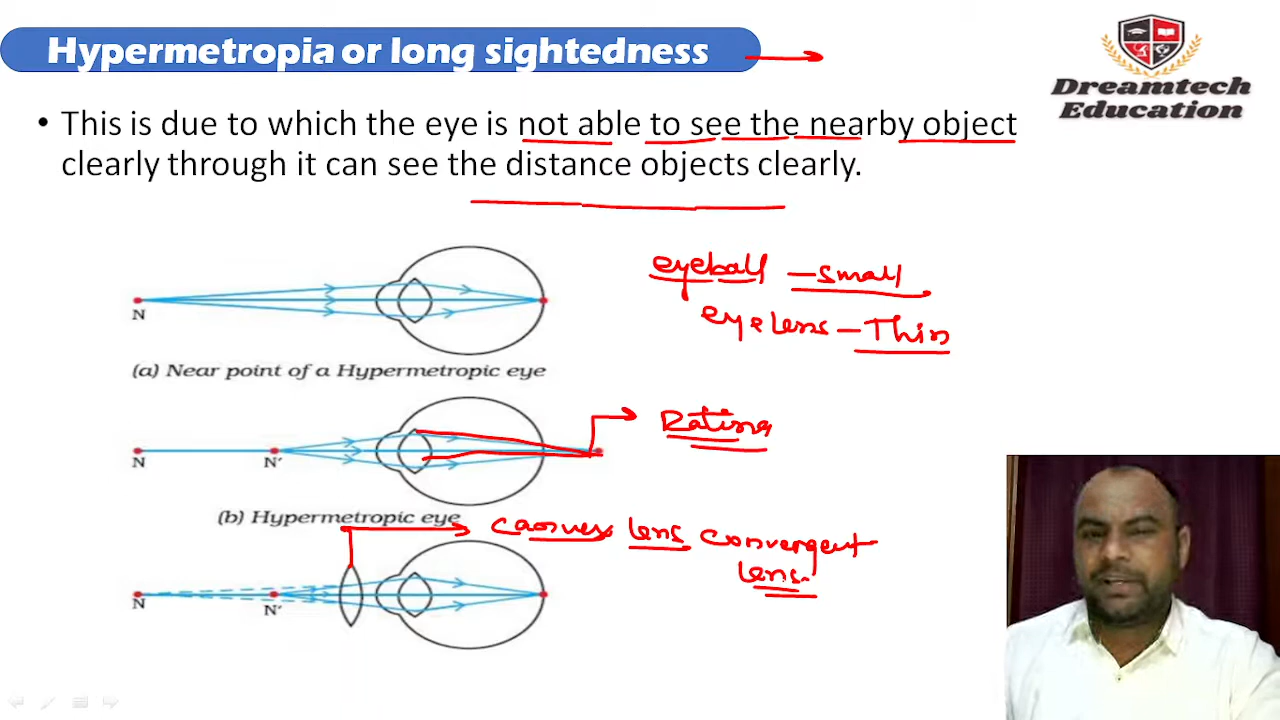 Hypermetropia or long sightedness
Dreamtech
Education
• This is due to which the eye is not able to see the nearby object
clearly through it can see the distance objects clearly.
eyeball - small
eyelens - Thin
N
(a) Near point of a Hypermetropic eye
Ratina
N N'
(b) Hypermetropic eye
convex lens convergent
lens.
N N'